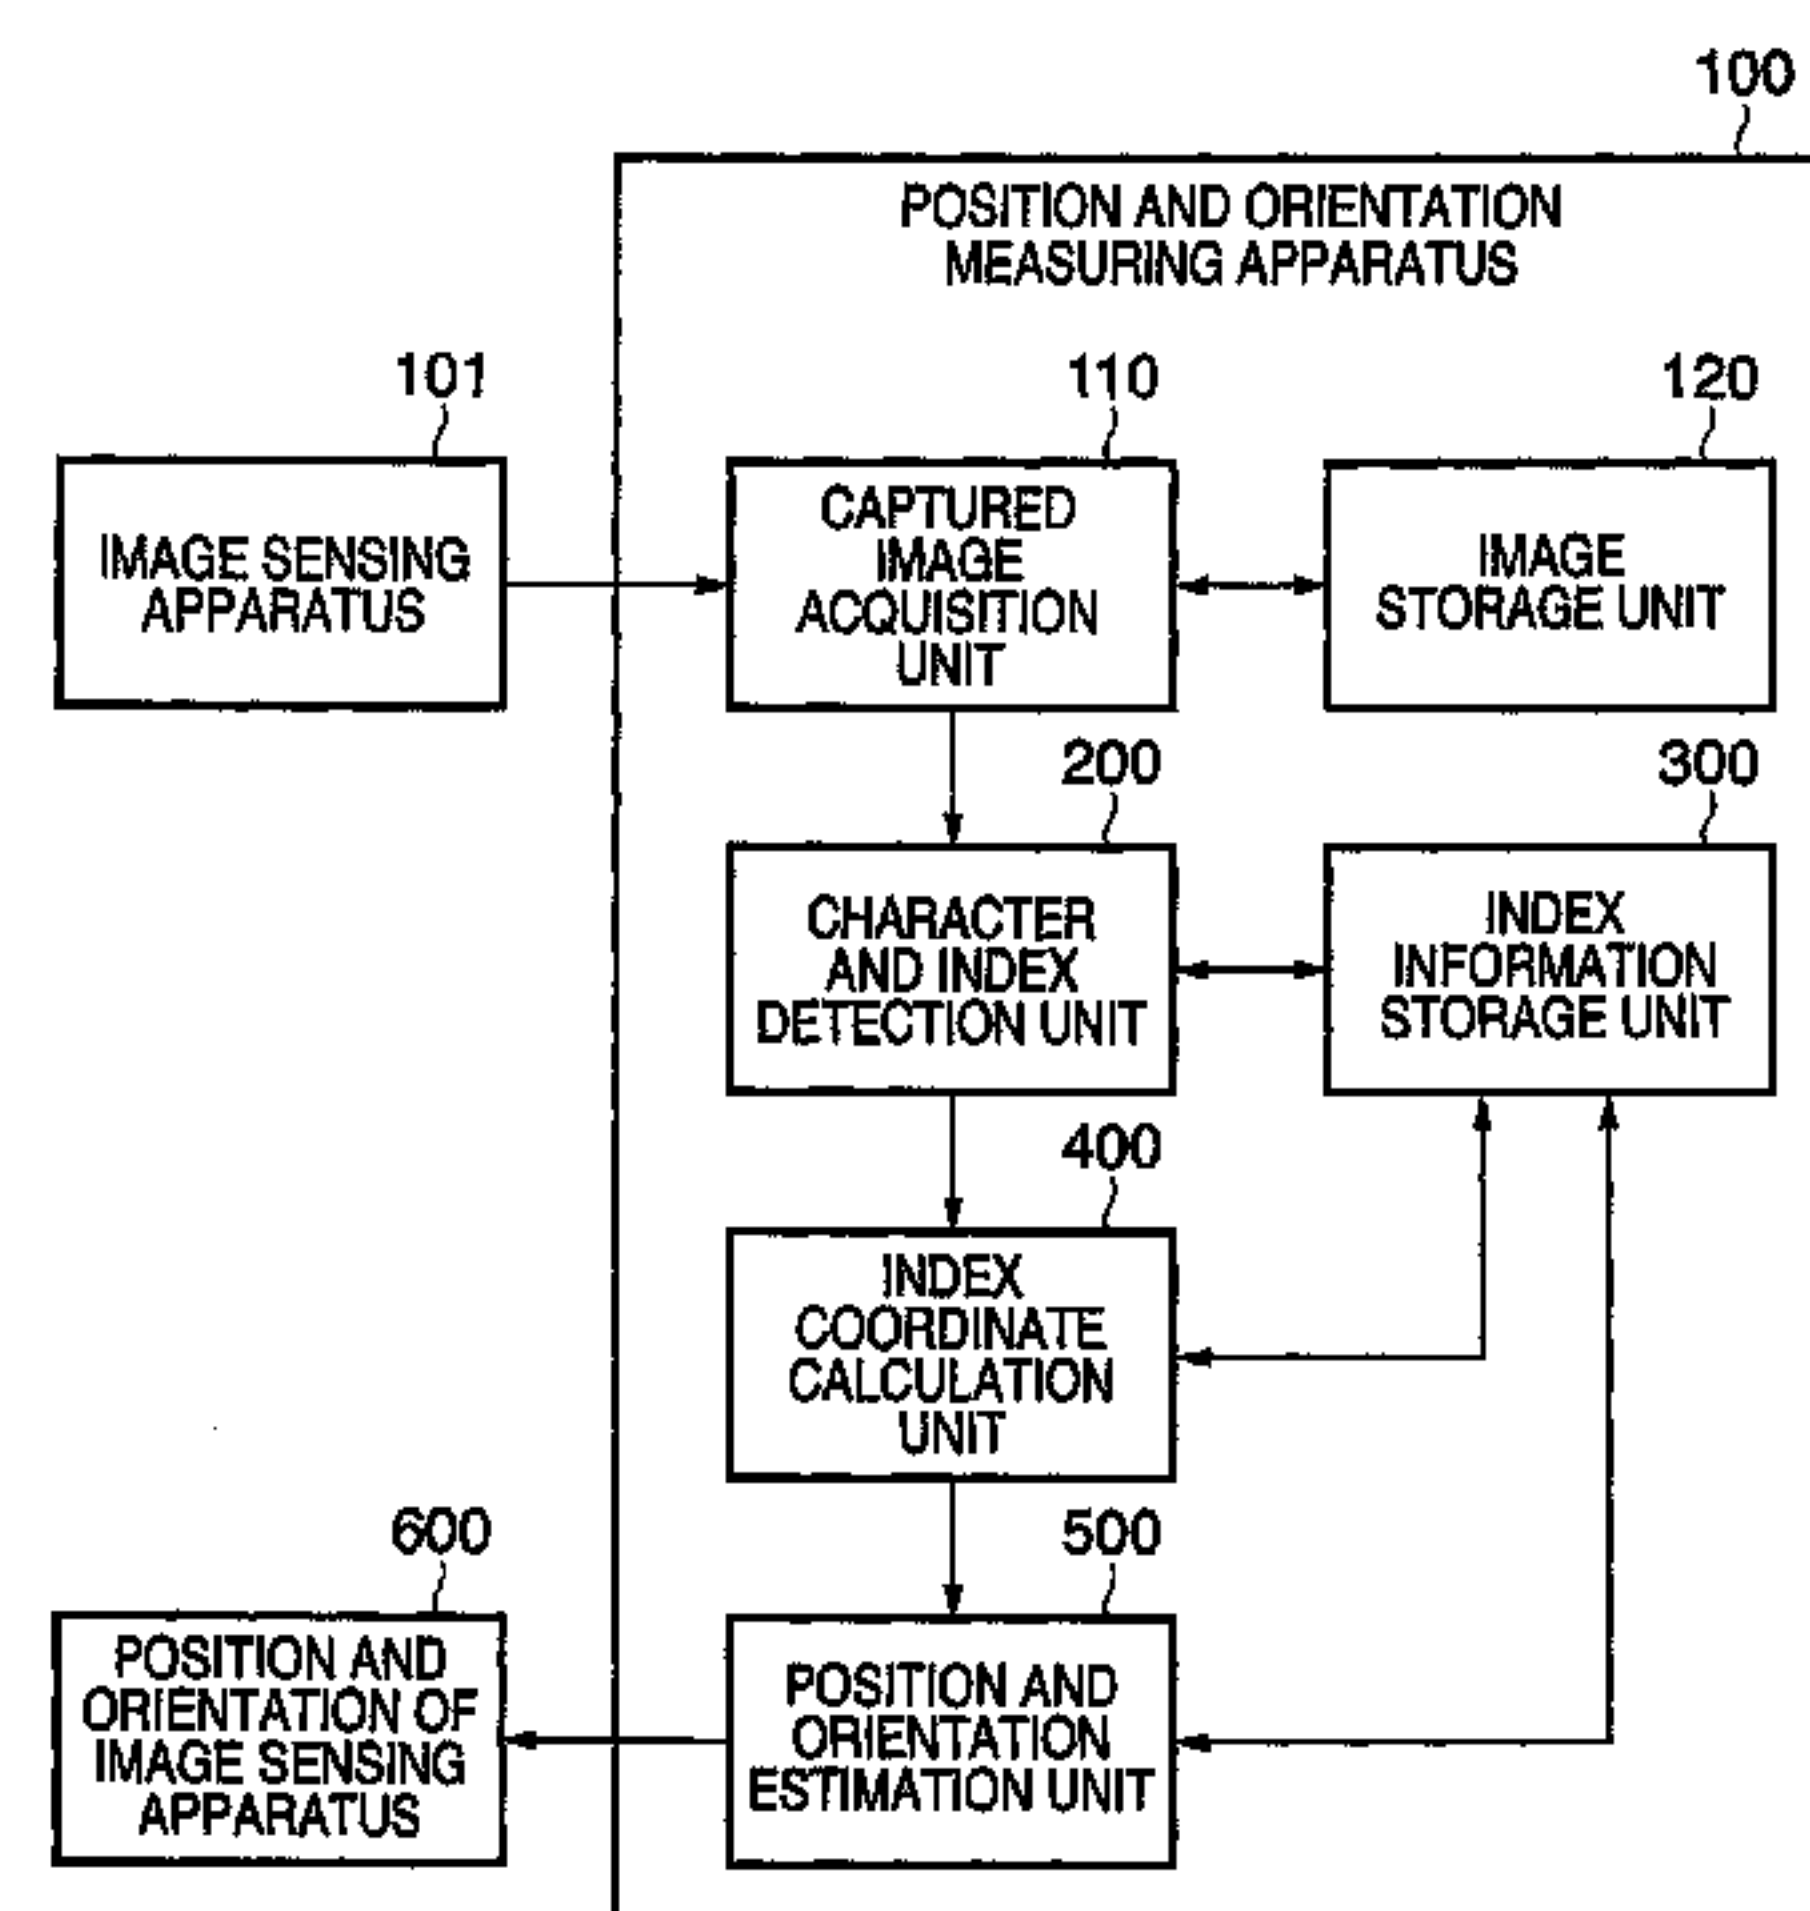 100
POSITION AND ORIENTATION
MEASURING APPARATUS
101
110
120
IMAGE SENSING
APPARATUS
CAPTURED
IMAGE
ACQUISITION
UNIT
IMAGE
STORAGE UNIT
200
300
CHARACTER
AND INDEX
DETECTION UNIT
INDEX
INFORMATION
STORAGE UNIT
400
INDEX
COORDINATE
CALCULATION
UNIT
600
500
POSITION AND
ORIENTATION OF
IMAGE SENSING
APPARATUS
POSITION AND
ORIENTATION
ESTIMATION UNIT